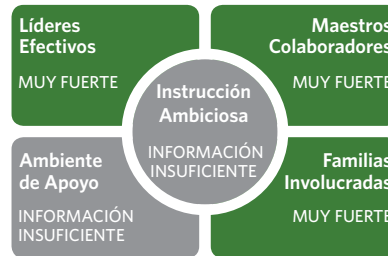 Líderes
Efectivos
MUY FUERTE
Maestros
Colaboradores
MUY FUERTE
Instrucción
Ambiciosa
INFORMACIÓN
INSUFICIENTE
Ambiente
de Apoyo
INFORMACIÓN
INSUFICIENTE
Familias
Involucradas
MUY FUERTE